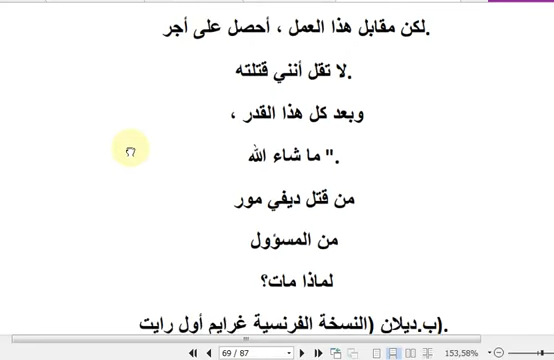 لكن مقابل هذا العمل ، أحصل على أجر.
لا تقل أنني قتلته.
وبعد كل هذا القدر ،
" ما شاء الله.
من قتل ديفي مور
من المسؤول
لماذا مات؟
(ب.ديلان (النسخة الفرنسية غرايم أول رايت.
69 / 87
153,58%